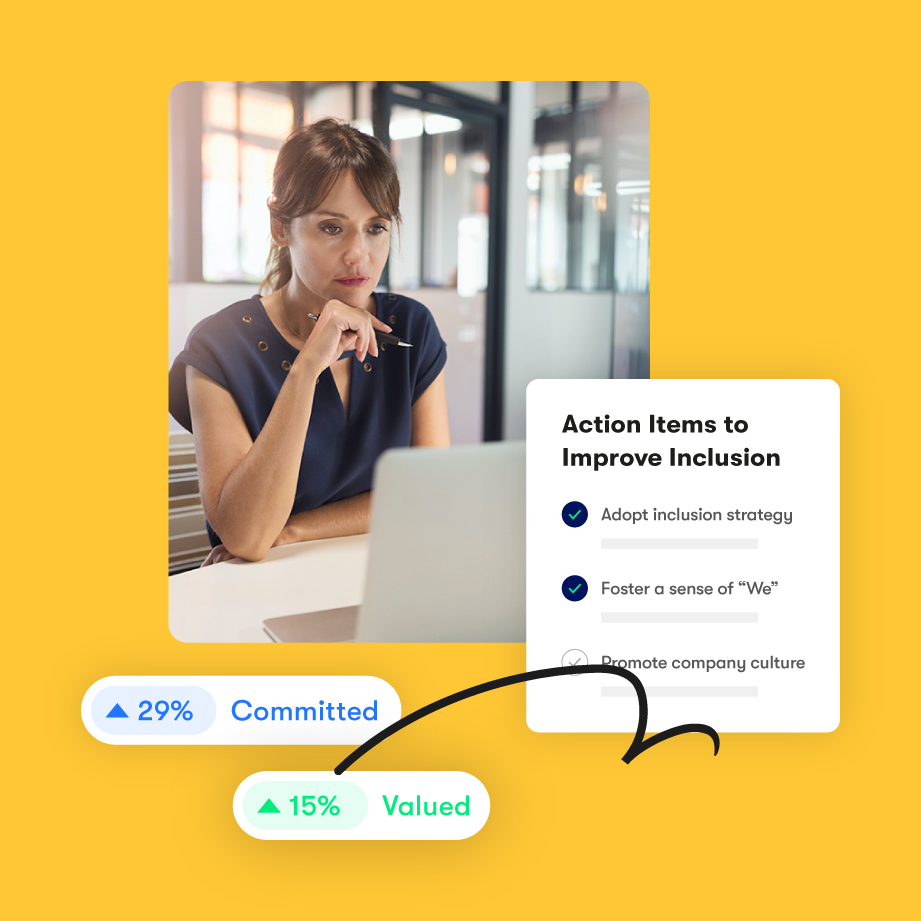 Action Items to
Improve Inclusion
Adopt inclusion strategy
Foster a sense of “We”
Promote company culture
29% Committed
15% Valued